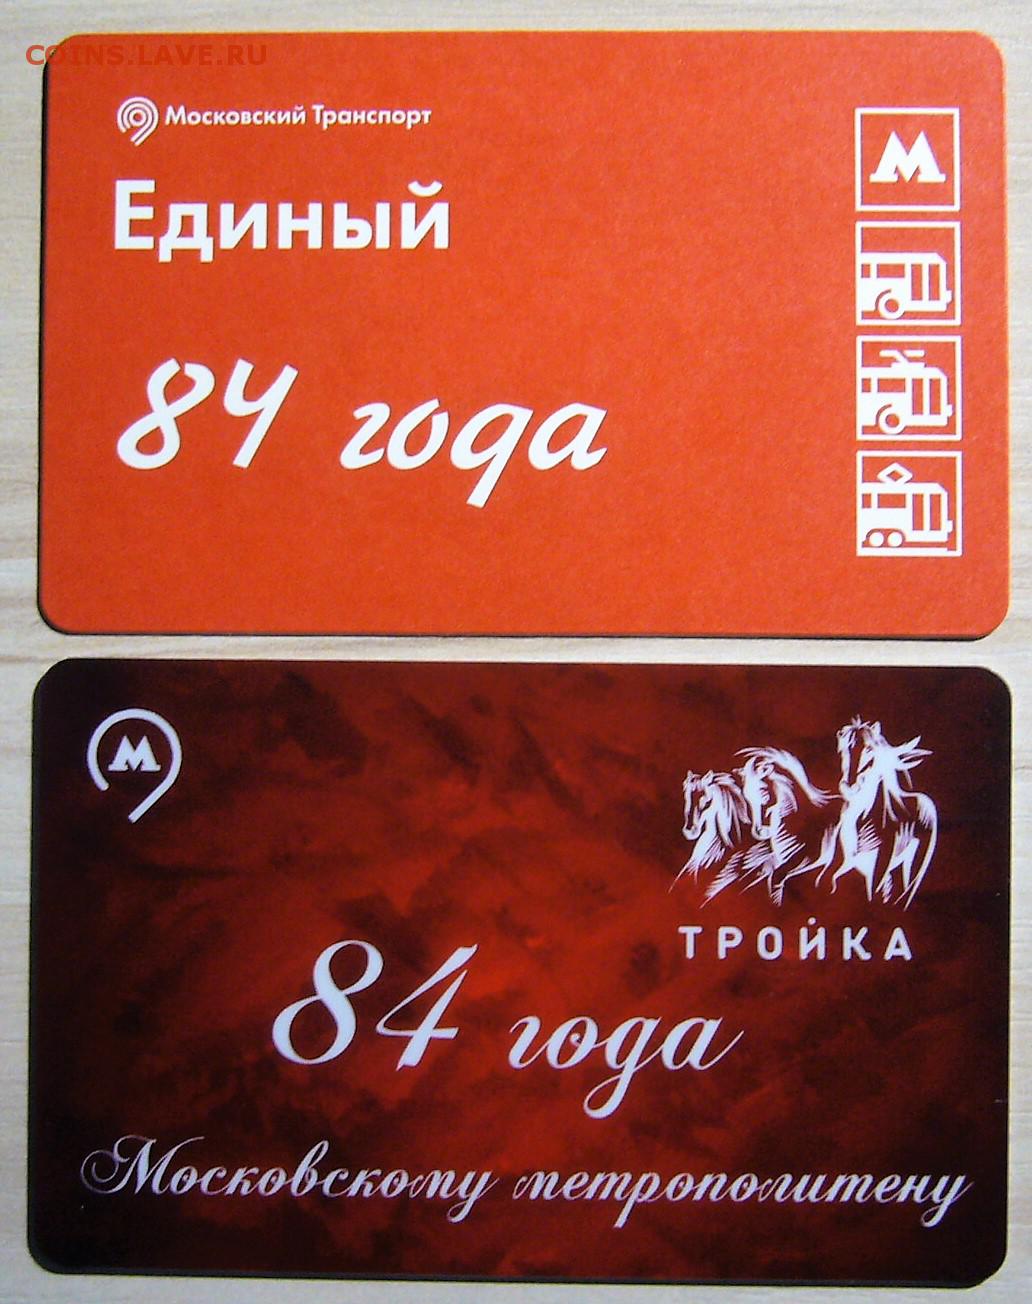 COINS.LAVE.RU
Московский Транспорт
Единый
84 года
М
М
ТРОЙКА
84 года
Московскому метрополитену